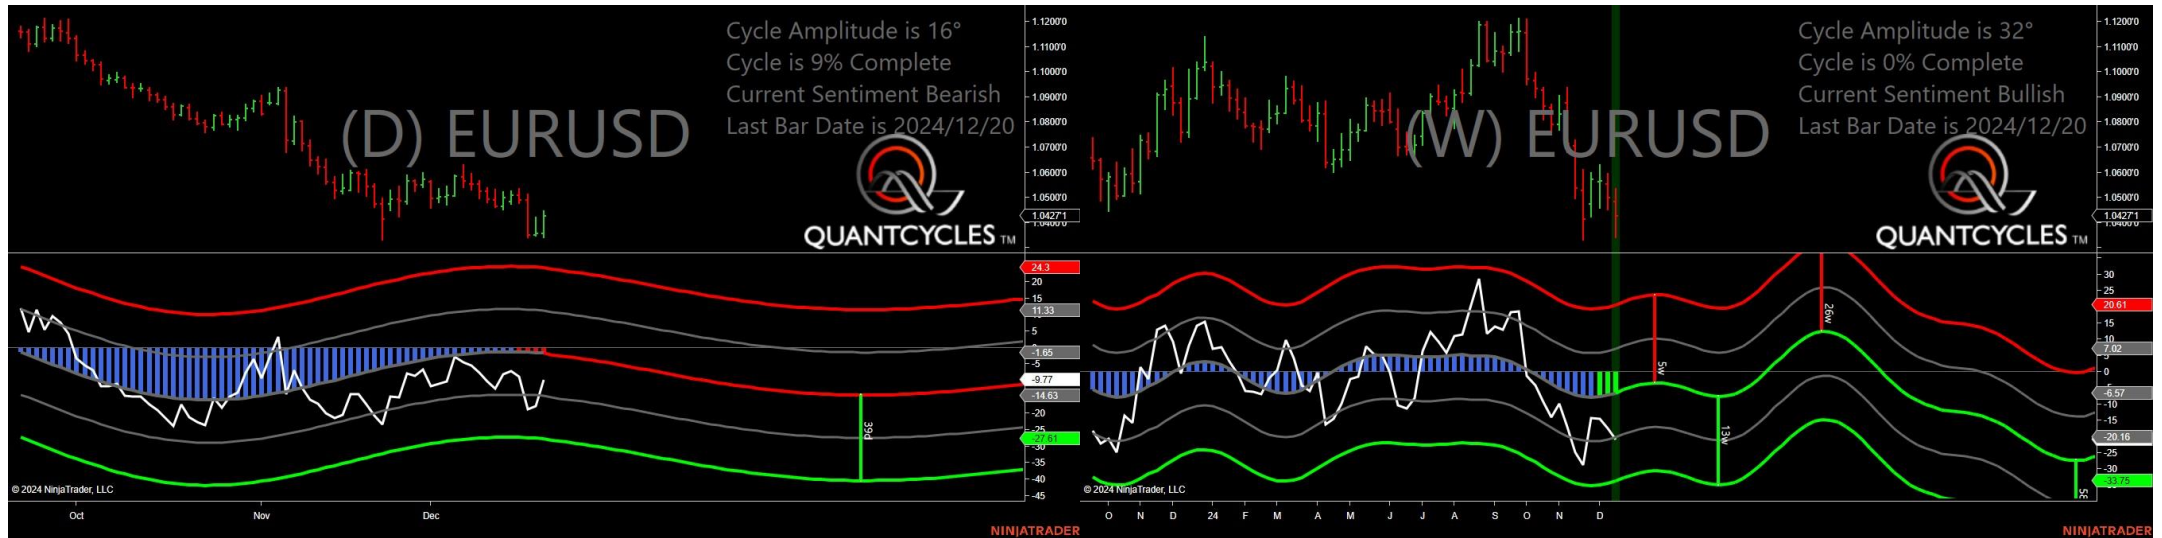 Cycle Amplitude is 16°
Cycle is 9% Complete
Current Sentiment Bearish
Last Bar Date is 2024/12/20
(D) EURUSD
QUANTCYCLES TM
1.1200'0
1.1100'0
1.1000'0
1.0900'0
1.0800'0
1.0700'0
1.0600'0
1.0500'0
1.0427'1
24.3
20
15
11.33
5
-1.65
-5
-9.77
-14.63
-20
-25
-27.61
-30
-35
-40
-45
39d
© 2024 NinjaTrader, LLC
Oct Nov Dec
NINJATRADER
Cycle Amplitude is 32°
Cycle is 0% Complete
Current Sentiment Bullish
Last Bar Date is 2024/12/20
(W) EURUSD
QUANTCYCLES TM
1.1200'0
1.1100'0
1.1000'0
1.0900'0
1.0800'0
1.0700'0
1.0600'0
1.0500'0
1.0427'1
30
25
20.61
15
10
7.02
5
0
-6.57
-10
-15
-20.16
-25
-30
-33.75
5w
13w
26w
© 2024 NinjaTrader, LLC
O N D 24 F M A M J J A S O N D
NINJATRADER